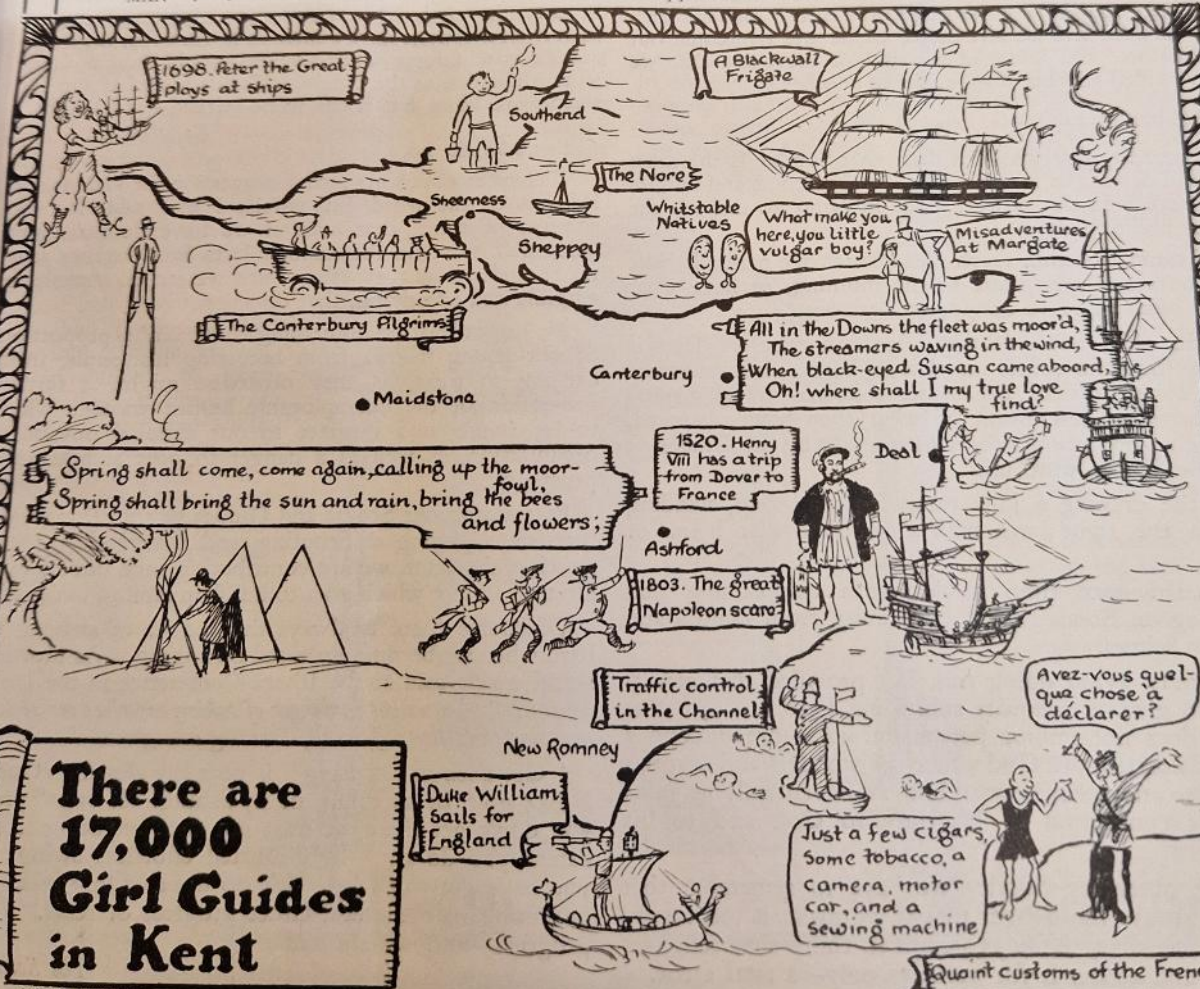 1698. Peter the Great
plays at ships
A Blackwall
Frigate
Southend
The Nore
Sheerness
Sheppey
Whitstable
Natives
What make you
here, you little
vulgar boy?
Misadventures
at Margate
The Canterbury Pilgrims
All in the Downs the fleet was moor'd,
The streamers waving in the wind,
When black-eyed Susan came aboard,
Oh! where shall I my true love
find?
Canterbury
Maidstone
Spring shall come, come again, calling up the moor-
fowl,
Spring shall bring the sun and rain, bring the bees
and flowers;
1520. Henry
VIII has a trip
from Dover to
France
Deal
Ashford
1803. The great
Napoleon scare
Traffic control
in the Channel
Avez-vous quel-
que chose à
déclarer?
New Romney
Duke William
sails for
England
There are
17,000
Girl Guides
in Kent
Just a few cigars,
some tobacco, a
camera, motor
car, and a
sewing machine
Quaint customs of the Fren